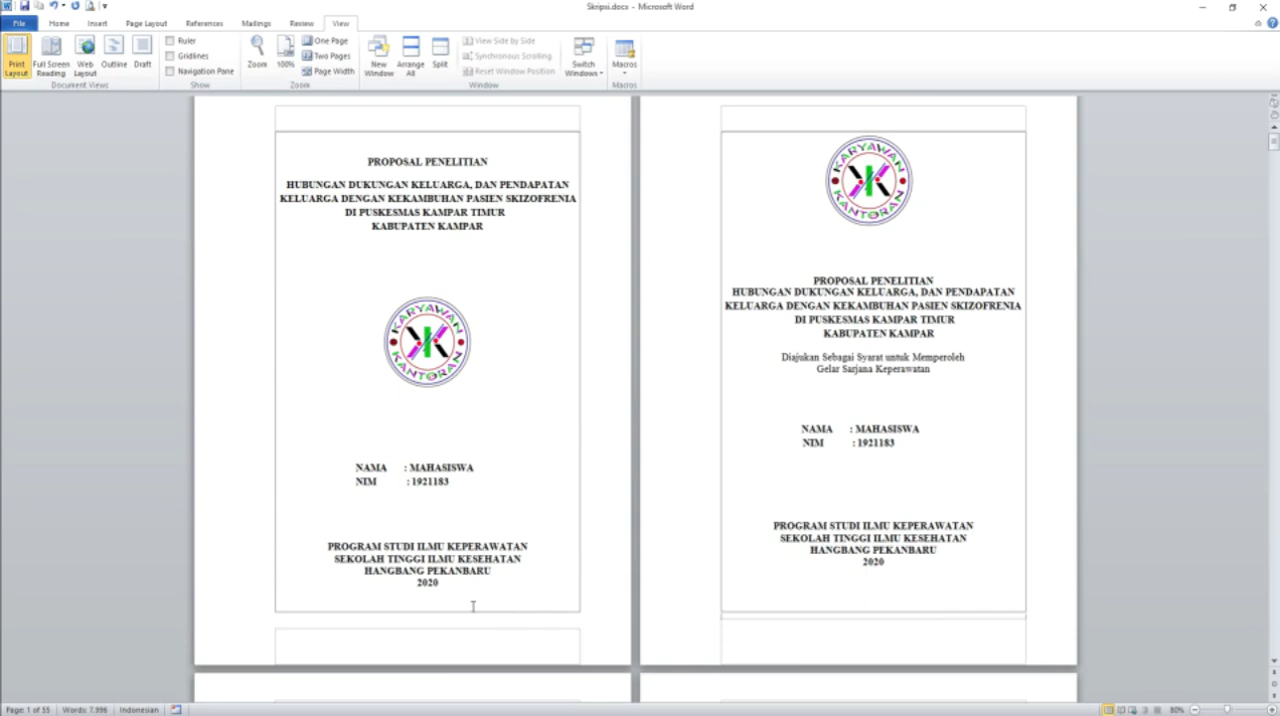 Skripsi.docx - Microsoft Word
File Home Insert Page Layout References Mailings Review View
Print Layout
Full Screen Reading
Web Layout
Outline
Draft
Document Views
Ruler
Gridlines
Navigation Pane
Show
Zoom
100%
One Page
Two Pages
Page Width
Zoom
New Window
Arrange All
Split
View Side by Side
Synchronous Scrolling
Reset Window Position
Window
Switch Windows
Macros
Macros
PROPOSAL PENELITIAN
HUBUNGAN DUKUNGAN KELUARGA, DAN PENDAPATAN
KELUARGA DENGAN KEKAMBUHAN PASIEN SKIZOFRENIA
DI PUSKESMAS KAMPAR TIMUR
KABUPATEN KAMPAR
KARYAWAN
KK
KANTORAN
NAMA : MAHASISWA
NIM : 1921183
PROGRAM STUDI ILMU KEPERAWATAN
SEKOLAH TINGGI ILMU KESEHATAN
HANGBANG PEKANBARU
2020
KARYAWAN
KK
KANTORAN
PROPOSAL PENELITIAN
HUBUNGAN DUKUNGAN KELUARGA, DAN PENDAPATAN
KELUARGA DENGAN KEKAMBUHAN PASIEN SKIZOFRENIA
DI PUSKESMAS KAMPAR TIMUR
KABUPATEN KAMPAR
Diajukan Sebagai Syarat untuk Memperoleh
Gelar Sarjana Keperawatan
NAMA : MAHASISWA
NIM : 1921183
PROGRAM STUDI ILMU KEPERAWATAN
SEKOLAH TINGGI ILMU KESEHATAN
HANGBANG PEKANBARU
2020
Page: 1 of 55 Words: 7.996 Indonesian 80%